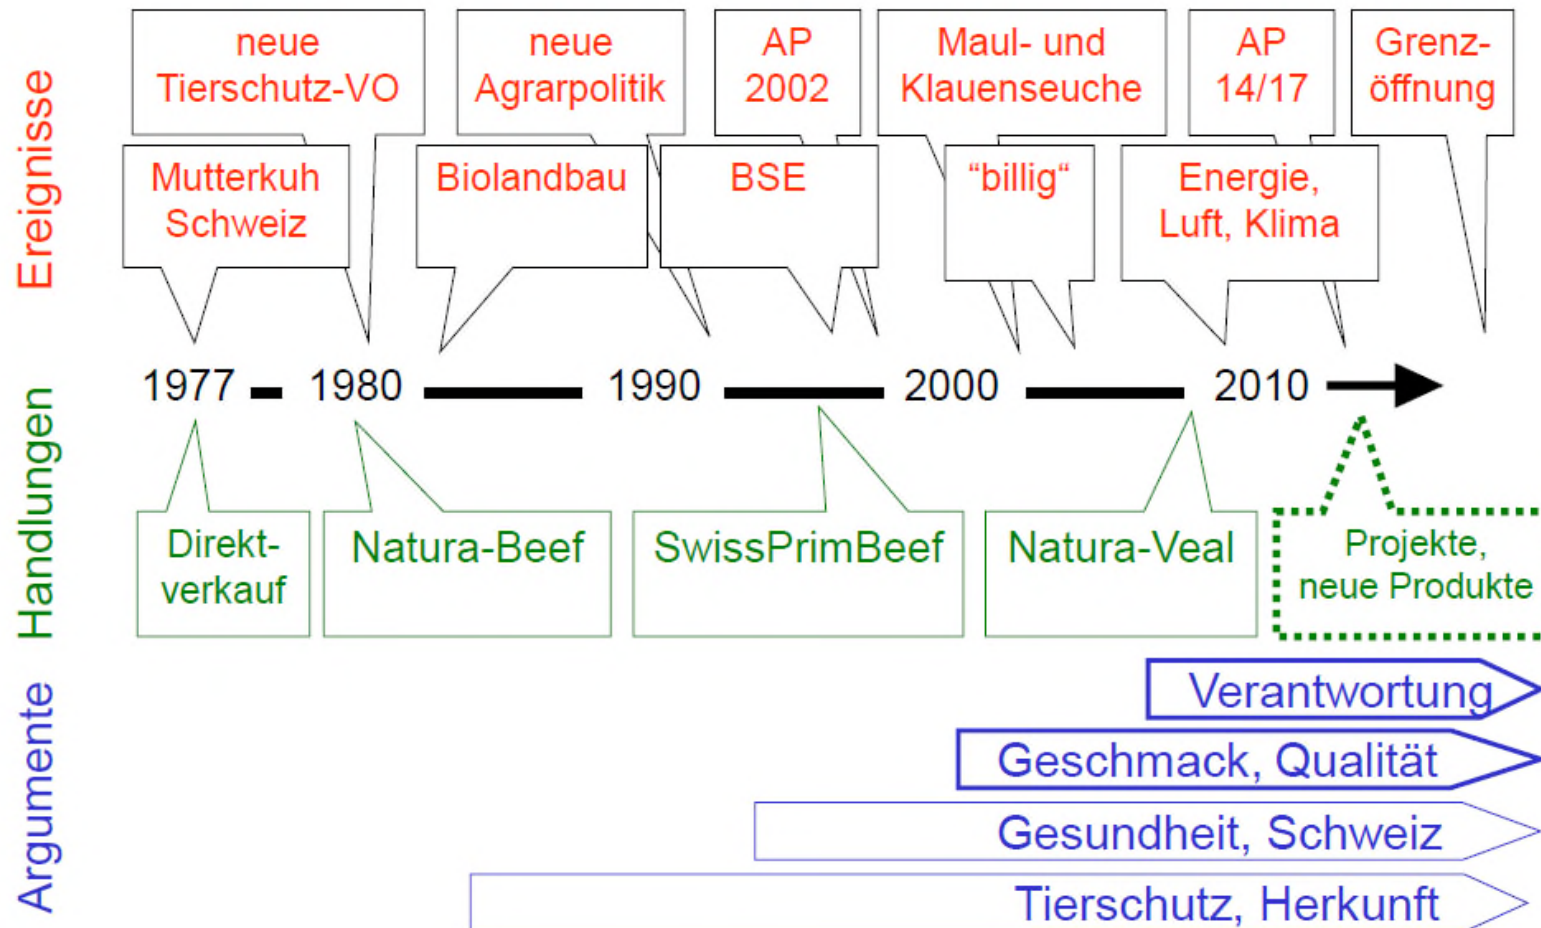 Ereignisse
neue
Tierschutz-VO
neue
Agrarpolitik
AP
2002
Maul- und
Klauenseuche
AP
14/17
Grenz-
öffnung
Mutterkuh
Schweiz
Biolandbau
BSE
“billig“
Energie,
Luft, Klima
1977
1980
1990
2000
2010
Handlungen
Direkt-
verkauf
Natura-Beef
SwissPrimBeef
Natura-Veal
Projekte,
neue Produkte
Argumente
Verantwortung
Geschmack, Qualität
Gesundheit, Schweiz
Tierschutz, Herkunft